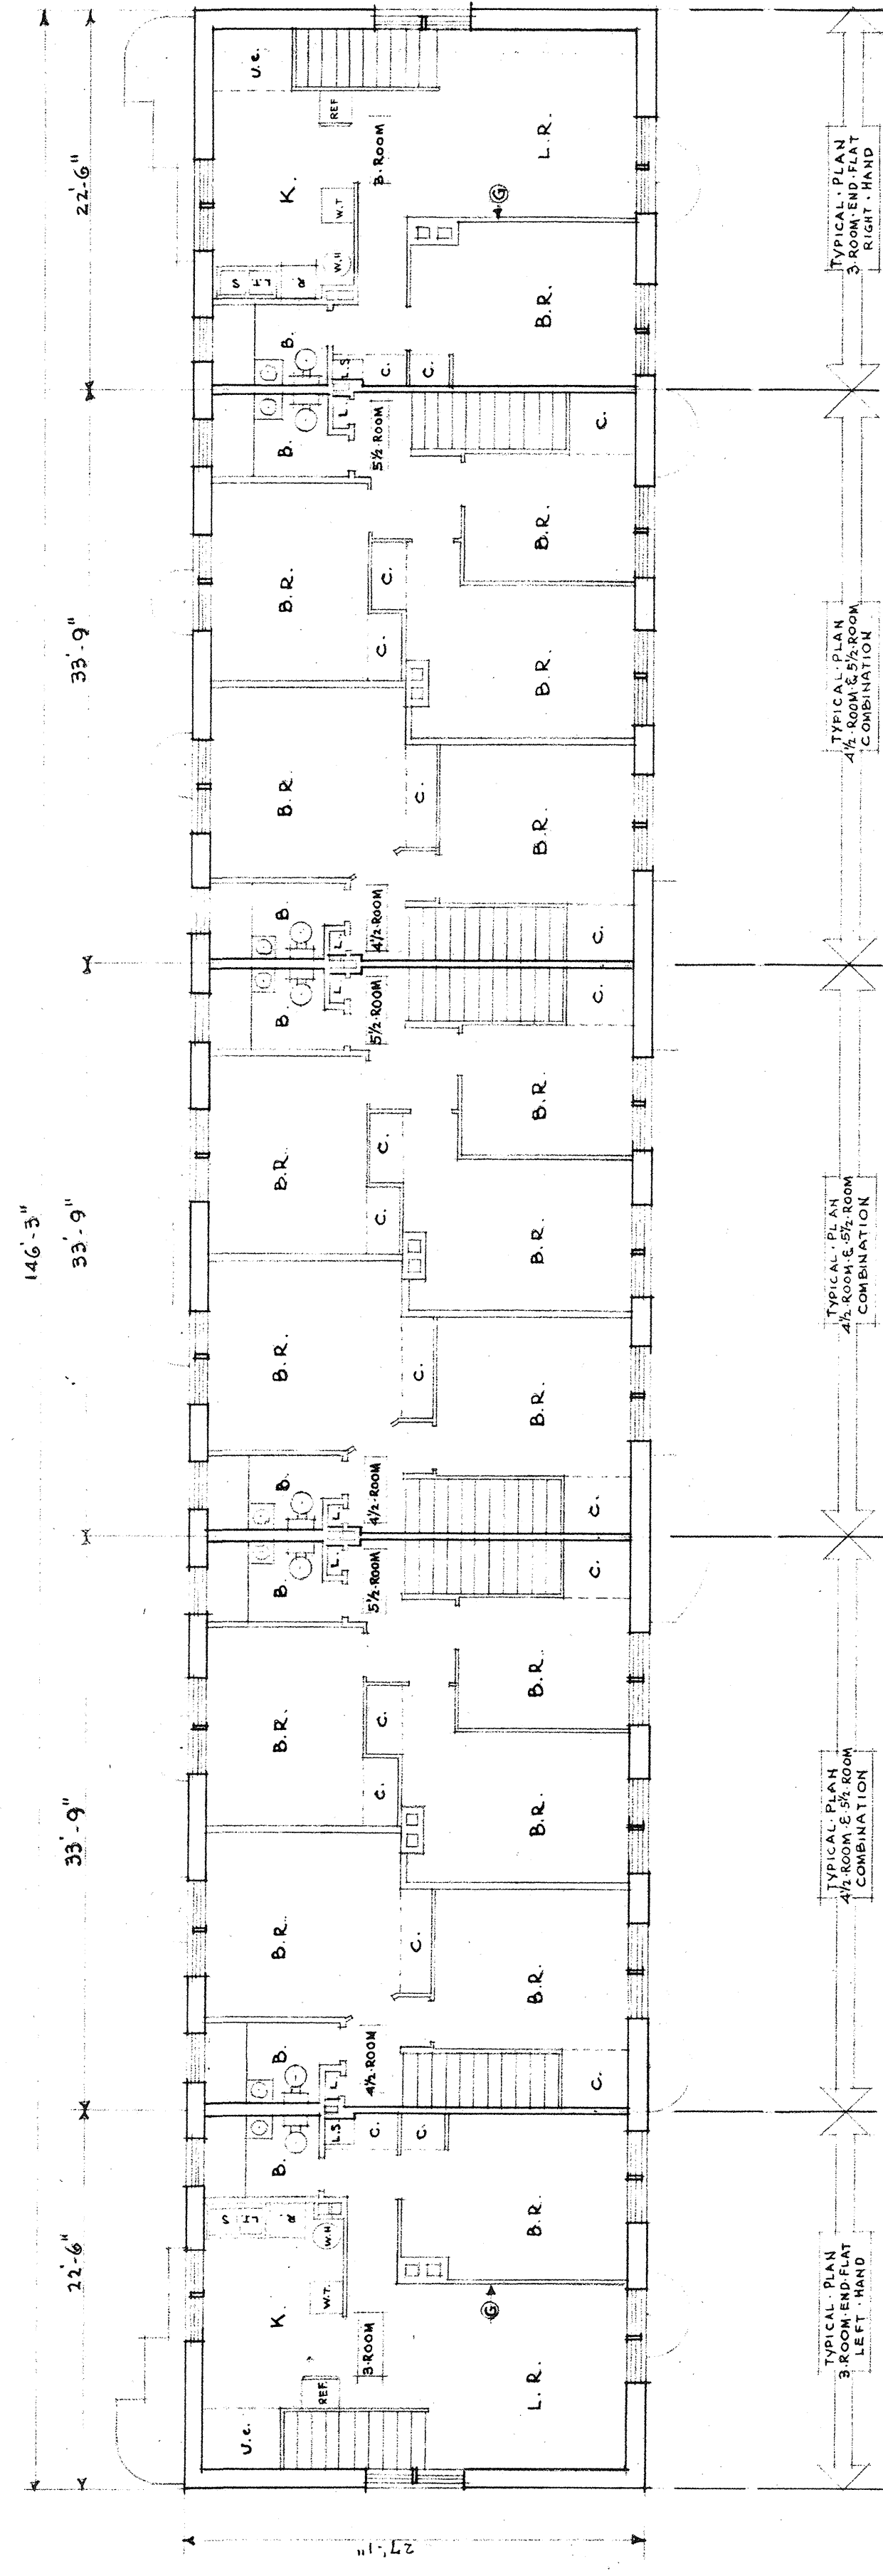 146'-3"
22'-6"
33'-9"
33'-9"
33'-9"
22'-6"
27'-1"
U.C.
K.
S
L.T.
R.
B.
REF.
W.T.
W.H.
L.S.
3·ROOM
C.
C.
G
L.R.
B.R.
B.
L.
4½·ROOM
B.R.
B.R.
C.
C.
C.
C.
B.R.
B.R.
B.R.
B.
L.
5½·ROOM
C.
B.
L.
4½·ROOM
C.
B.R.
B.R.
C.
C.
C.
B.R.
B.R.
B.R.
B.
L.
5½·ROOM
C.
B.
L.
4½·ROOM
C.
B.R.
B.R.
C.
C.
C.
B.R.
B.R.
B.R.
B.
L.
5½·ROOM
C.
B.
L.S
C.
C.
S
L.T.
R
K.
U.C.
W.H
W.T
REF
3.ROOM
G
B.R.
L.R.
TYPICAL·PLAN
3·ROOM·END·FLAT
LEFT·HAND
TYPICAL·PLAN
4½·ROOM·&·5½·ROOM
COMBINATION
TYPICAL·PLAN
4½·ROOM·&·5½·ROOM
COMBINATION
TYPICAL·PLAN
4½·ROOM & 5½·ROOM
COMBINATION
TYPICAL·PLAN
3·ROOM·END·FLAT
RIGHT·HAND